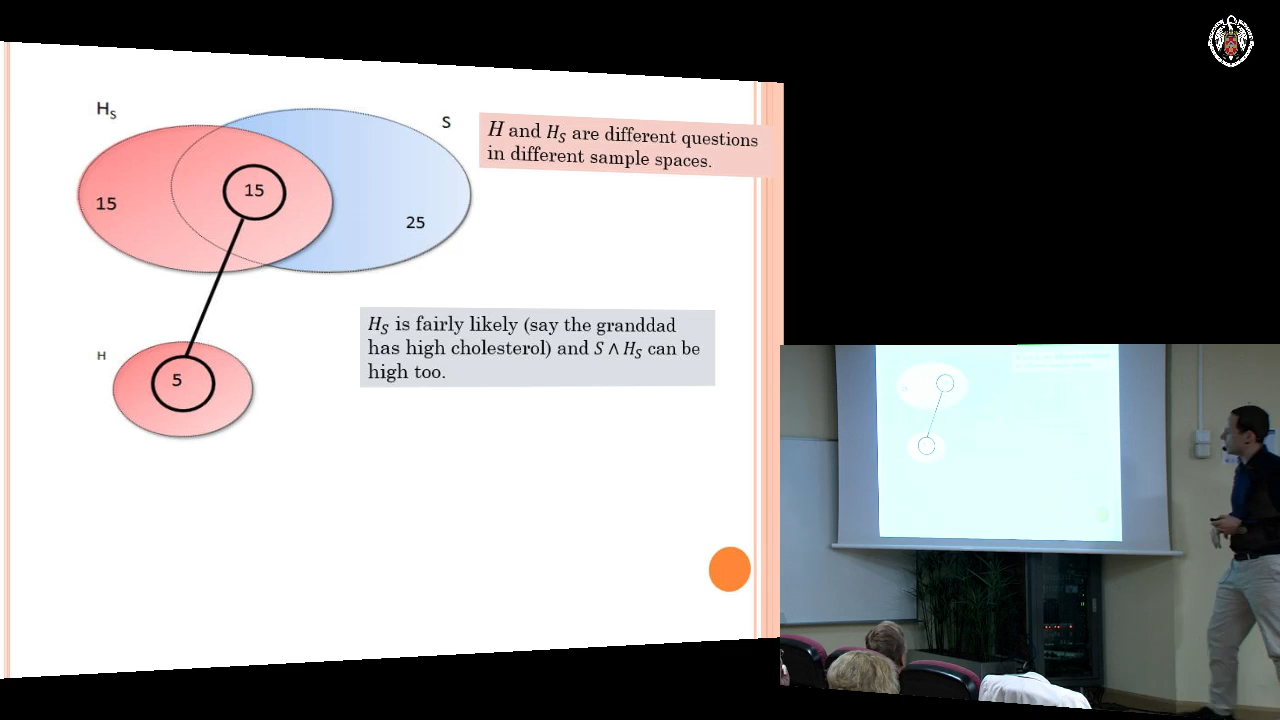 H_S
S
15
15
25
H and H_S are different questions
in different sample spaces.
H_S is fairly likely (say the granddad
has high cholesterol) and S ∧ H_S can be
high too.
H
5